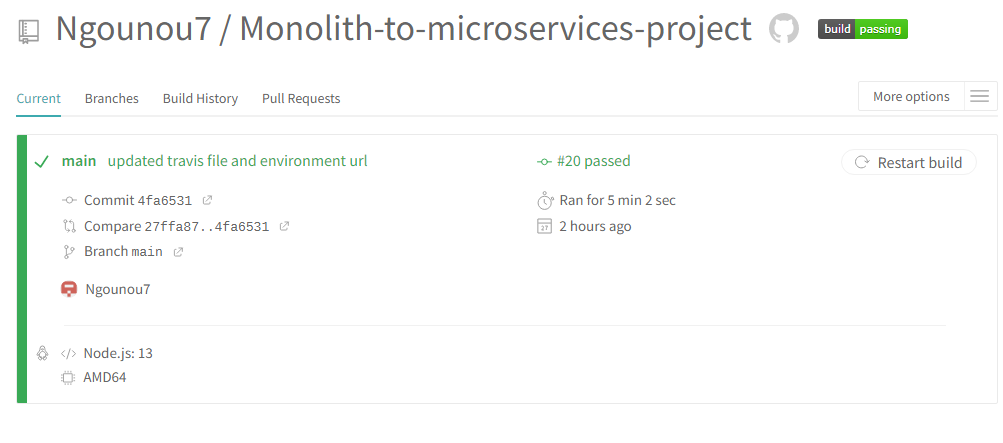 Ngounou7 / Monolith-to-microservices-project build passing
Current Branches Build History Pull Requests More options
main updated travis file and environment url #20 passed Restart build
Commit 4fa6531 Ran for 5 min 2 sec
Compare 27ffa87..4fa6531 27 2 hours ago
Branch main
Ngounou7
Node.js: 13
AMD64